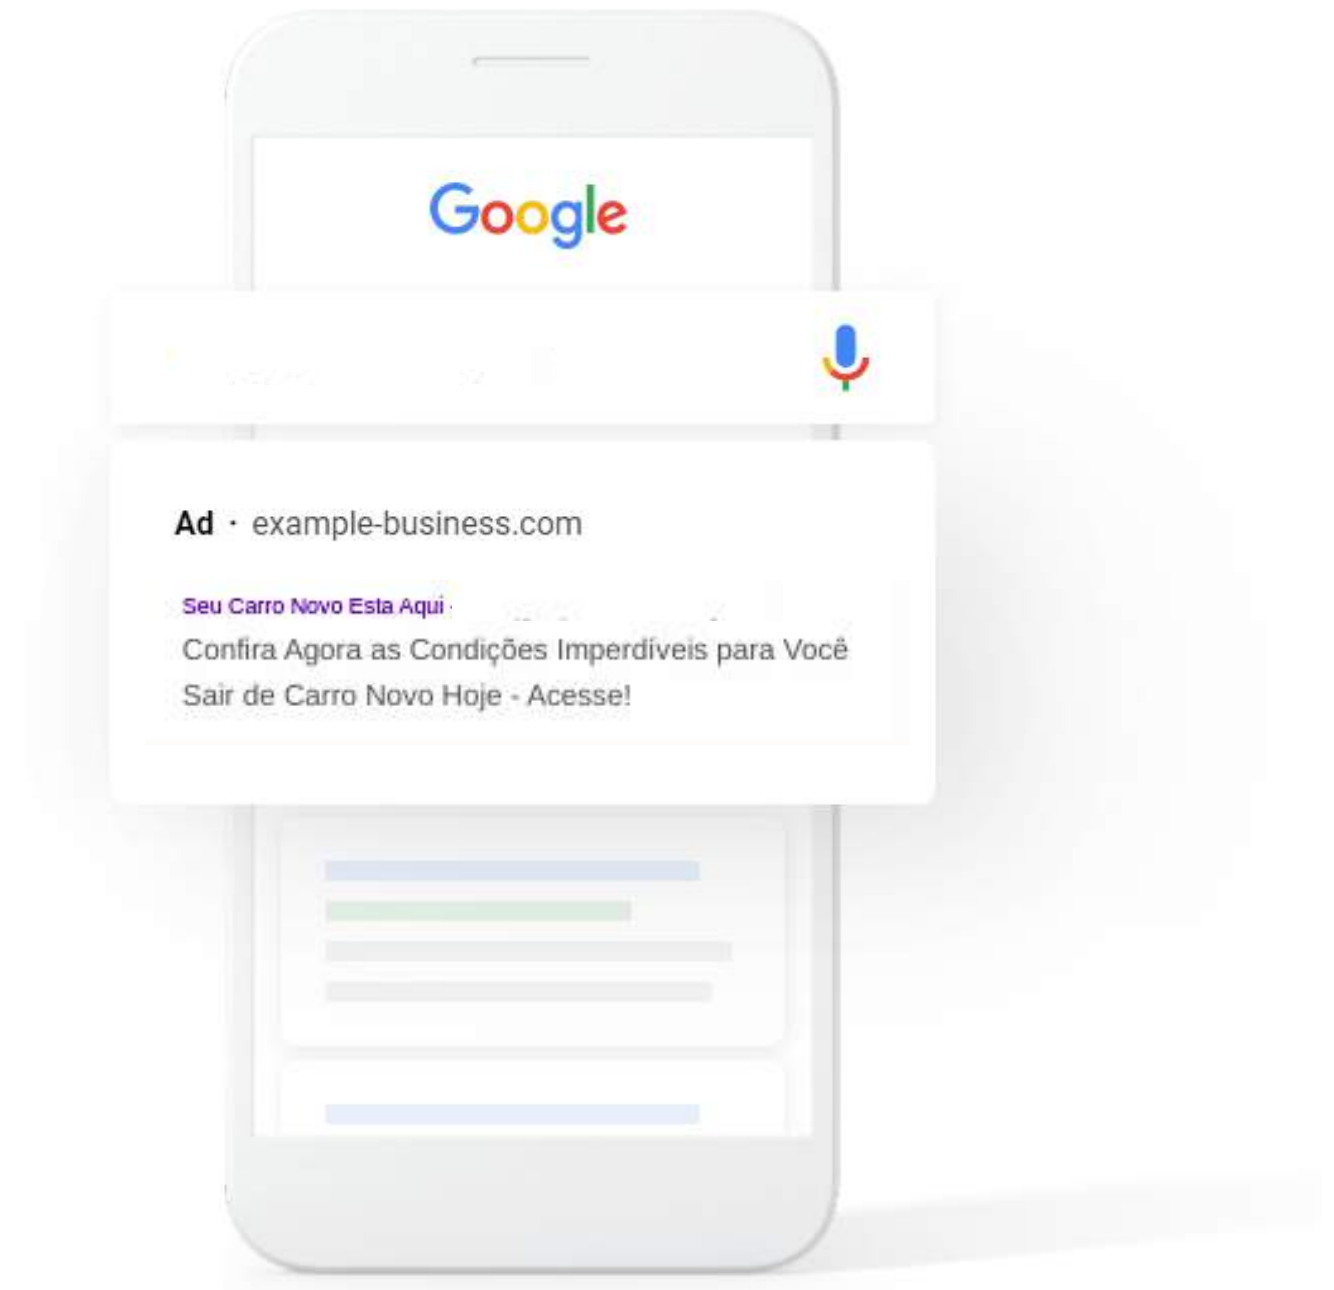 Google
Ad · example-business.com
Seu Carro Novo Esta Aqui ·
Confira Agora as Condições Imperdíveis para Você
Sair de Carro Novo Hoje - Acesse!